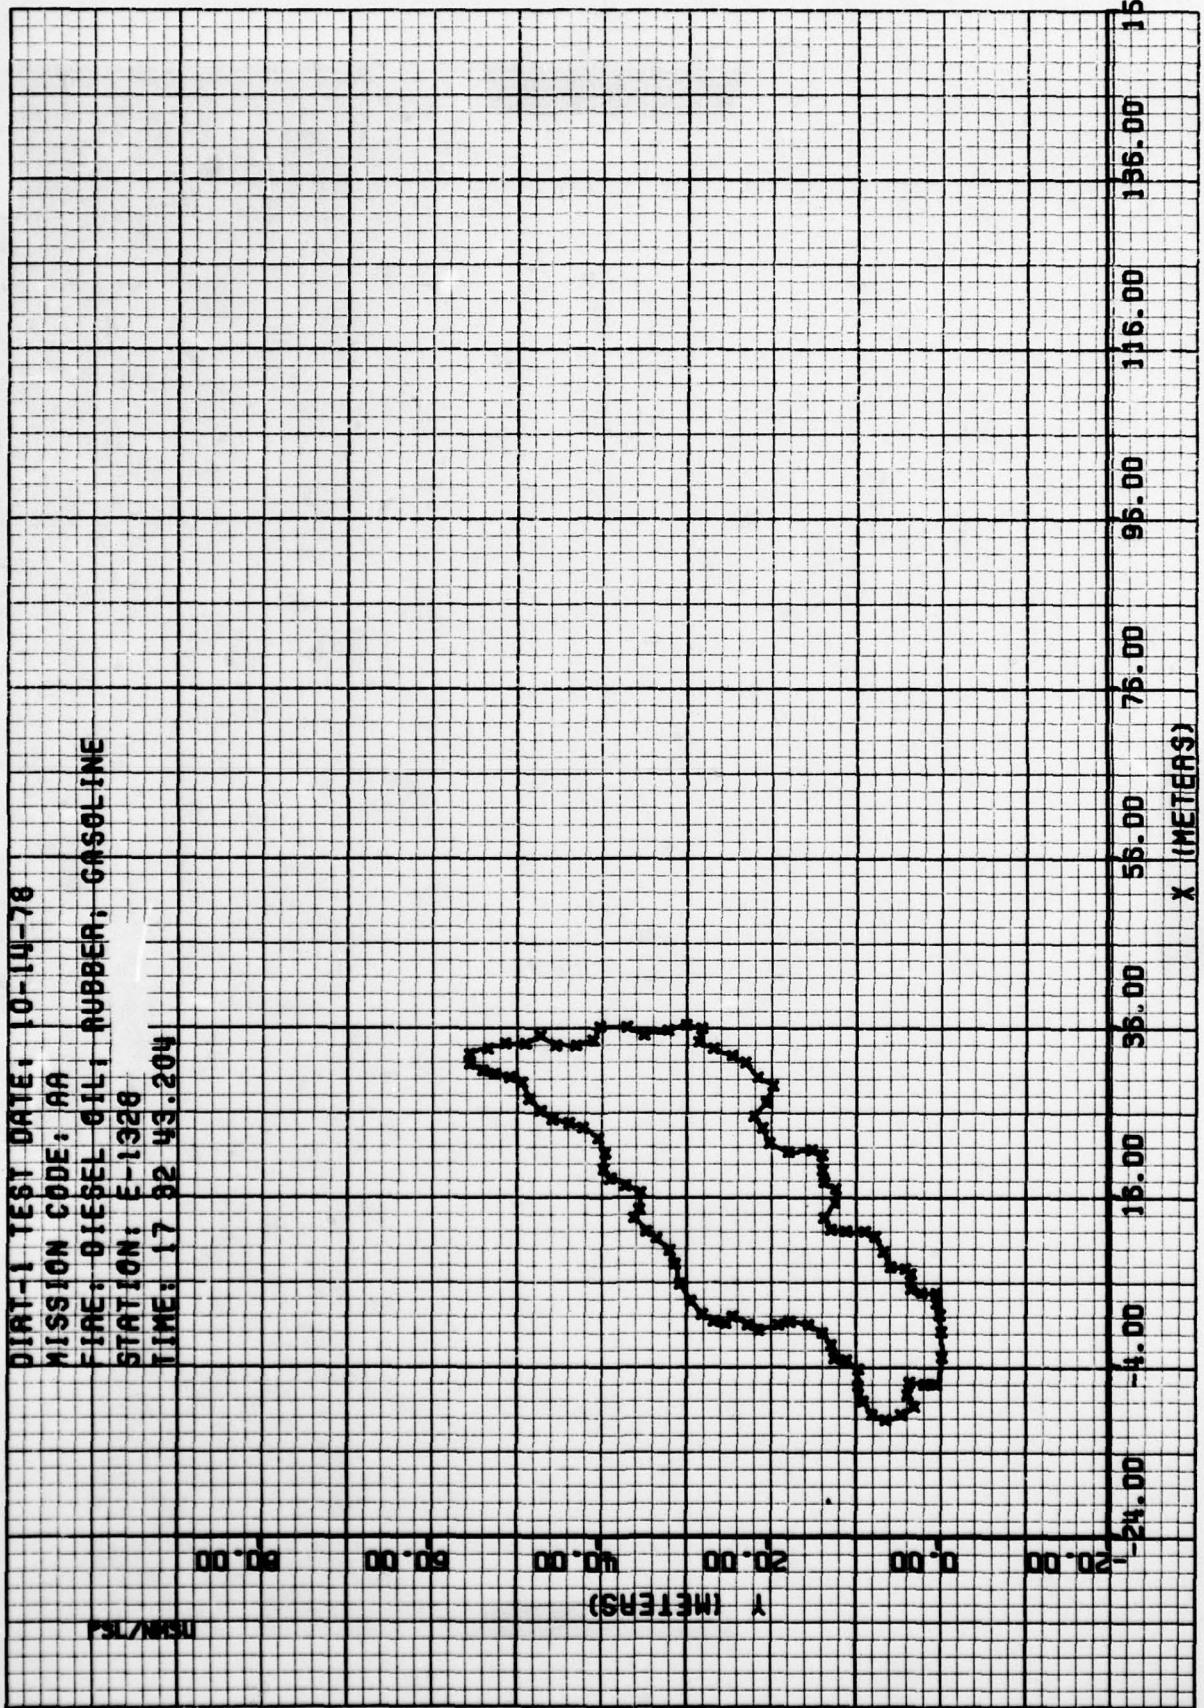 DIRT-1 TEST DATE: 10-14-78
MISSION CODE: AA
FIRE: DIESEL OIL; RUBBER; GASOLINE
STATION: E-1328
TIME: 17 32 43.204
PSL/NMSU
80.00
60.00
40.00
20.00
0.00
-20.00
Y (METERS)
-24.00 -4.00 16.00 36.00 56.00 76.00 96.00 116.00 136.00
X (METERS)